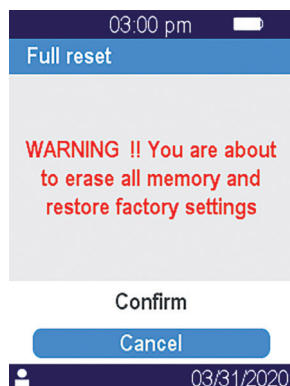 03:00 pm
Full reset
WARNING !! You are about
to erase all memory and
restore factory settings
Confirm
Cancel
03/31/2020